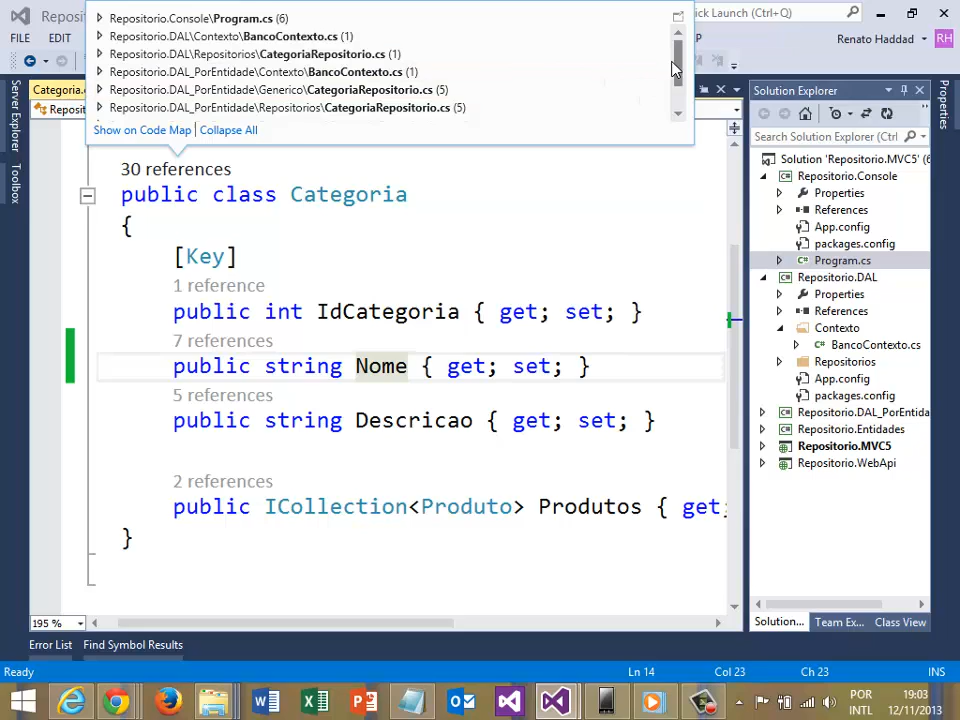 Reposi
ick Launch (Ctrl+Q)
FILE
EDIT
P
Renato Haddad
RH
Repositorio.Console\Program.cs (6)
Repositorio.DAL\Contexto\BancoContexto.cs (1)
Repositorio.DAL\Repositorios\CategoriaRepositorio.cs (1)
Repositorio.DAL_PorEntidade\Contexto\BancoContexto.cs (1)
Repositorio.DAL_PorEntidade\Generico\CategoriaRepositorio.cs (5)
Repositorio.DAL_PorEntidade\Repositorios\CategoriaRepositorio.cs (5)
Show on Code Map
Collapse All
Server Explorer
Toolbox
Categoria.
Reposit
30 references
public class Categoria
{
[Key]
1 reference
public int IdCategoria { get; set; }
7 references
public string Nome { get; set; }
5 references
public string Descricao { get; set; }
2 references
public ICollection<Produto> Produtos { get;
}
195 %
Solution Explorer
Search Solution Explorer (Ctrl+
Solution 'Repositorio.MVC5' (6
Repositorio.Console
Properties
References
App.config
packages.config
Program.cs
Repositorio.DAL
Properties
References
Contexto
BancoContexto.cs
Repositorios
App.config
packages.config
Repositorio.DAL_PorEntida
Repositorio.Entidades
Repositorio.MVC5
Repositorio.WebApi
Solution...
Team Ex...
Class View
Properties
Error List
Find Symbol Results
Ready
Ln 14
Col 23
Ch 23
INS
POR
INTL
19:03
12/11/2013